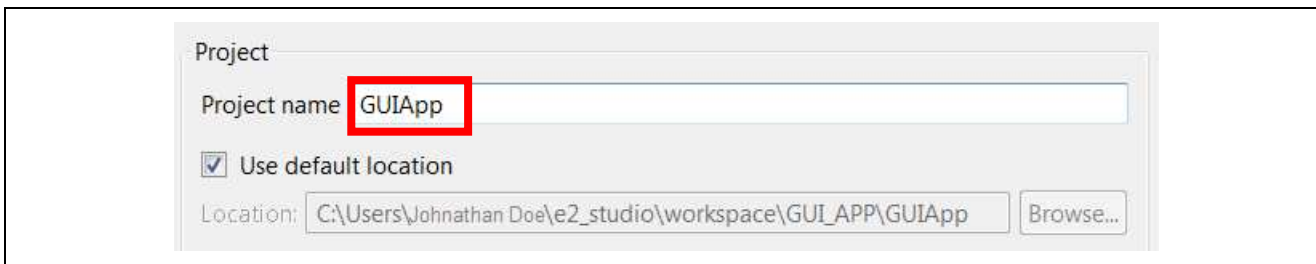 Project
Project name GUIApp
Use default location
Location: C:\Users\Johnathan Doe\e2_studio\workspace\GUI_APP\GUIApp Browse...